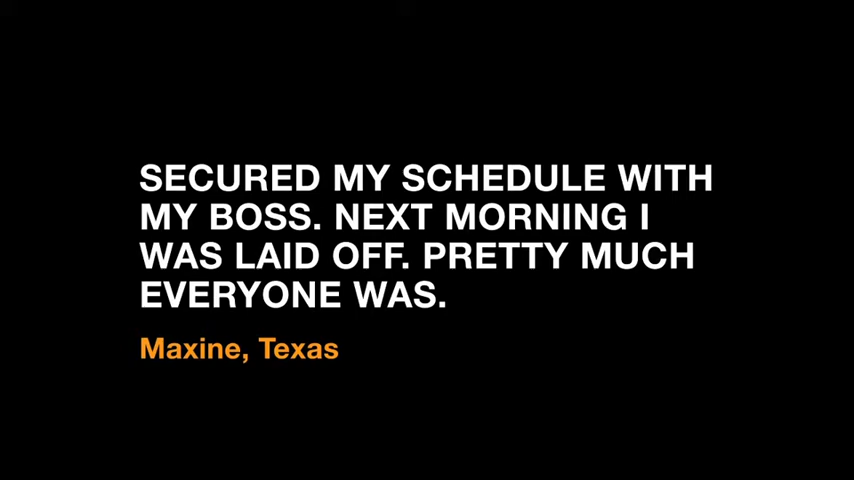 SECURED MY SCHEDULE WITH
MY BOSS. NEXT MORNING I
WAS LAID OFF. PRETTY MUCH
EVERYONE WAS.
Maxine, Texas